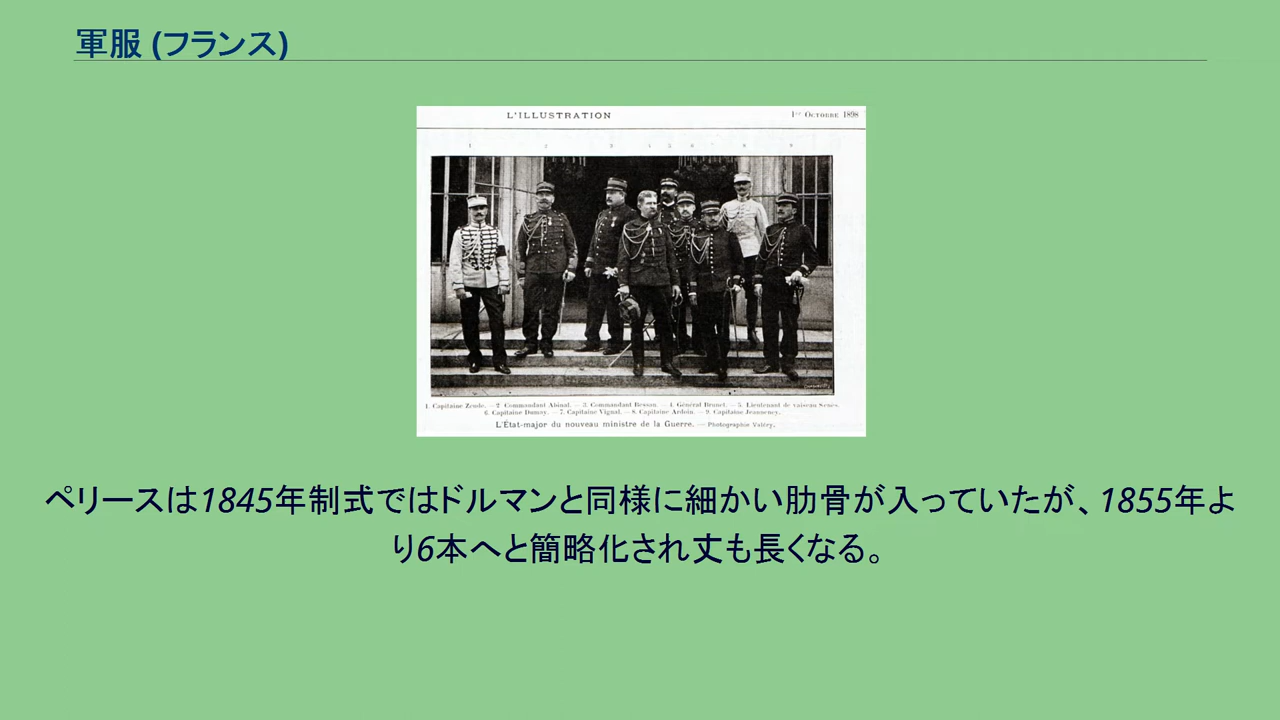 軍服 (フランス)
L'ILLUSTRATION
1er OCTOBRE 1898
1. Capitaine Zende. — 2 Commandant Abinal. — 3. Commandant Bessan. — 4. Général Brunet. — 5. Lieutenant de vaisseau
6. Capitaine Dumay. — 7. Capitaine Vignal. — 8. Capitaine Ardoin. — 9. Capitaine Jeanneney.
L'État-major du nouveau ministre de la Guerre. — Photographie Valéry.
ペリースは1845年制式ではドルマンと同様に細かい肋骨が入っていたが、1855年よ
り6本へと簡略化され丈も長くなる。